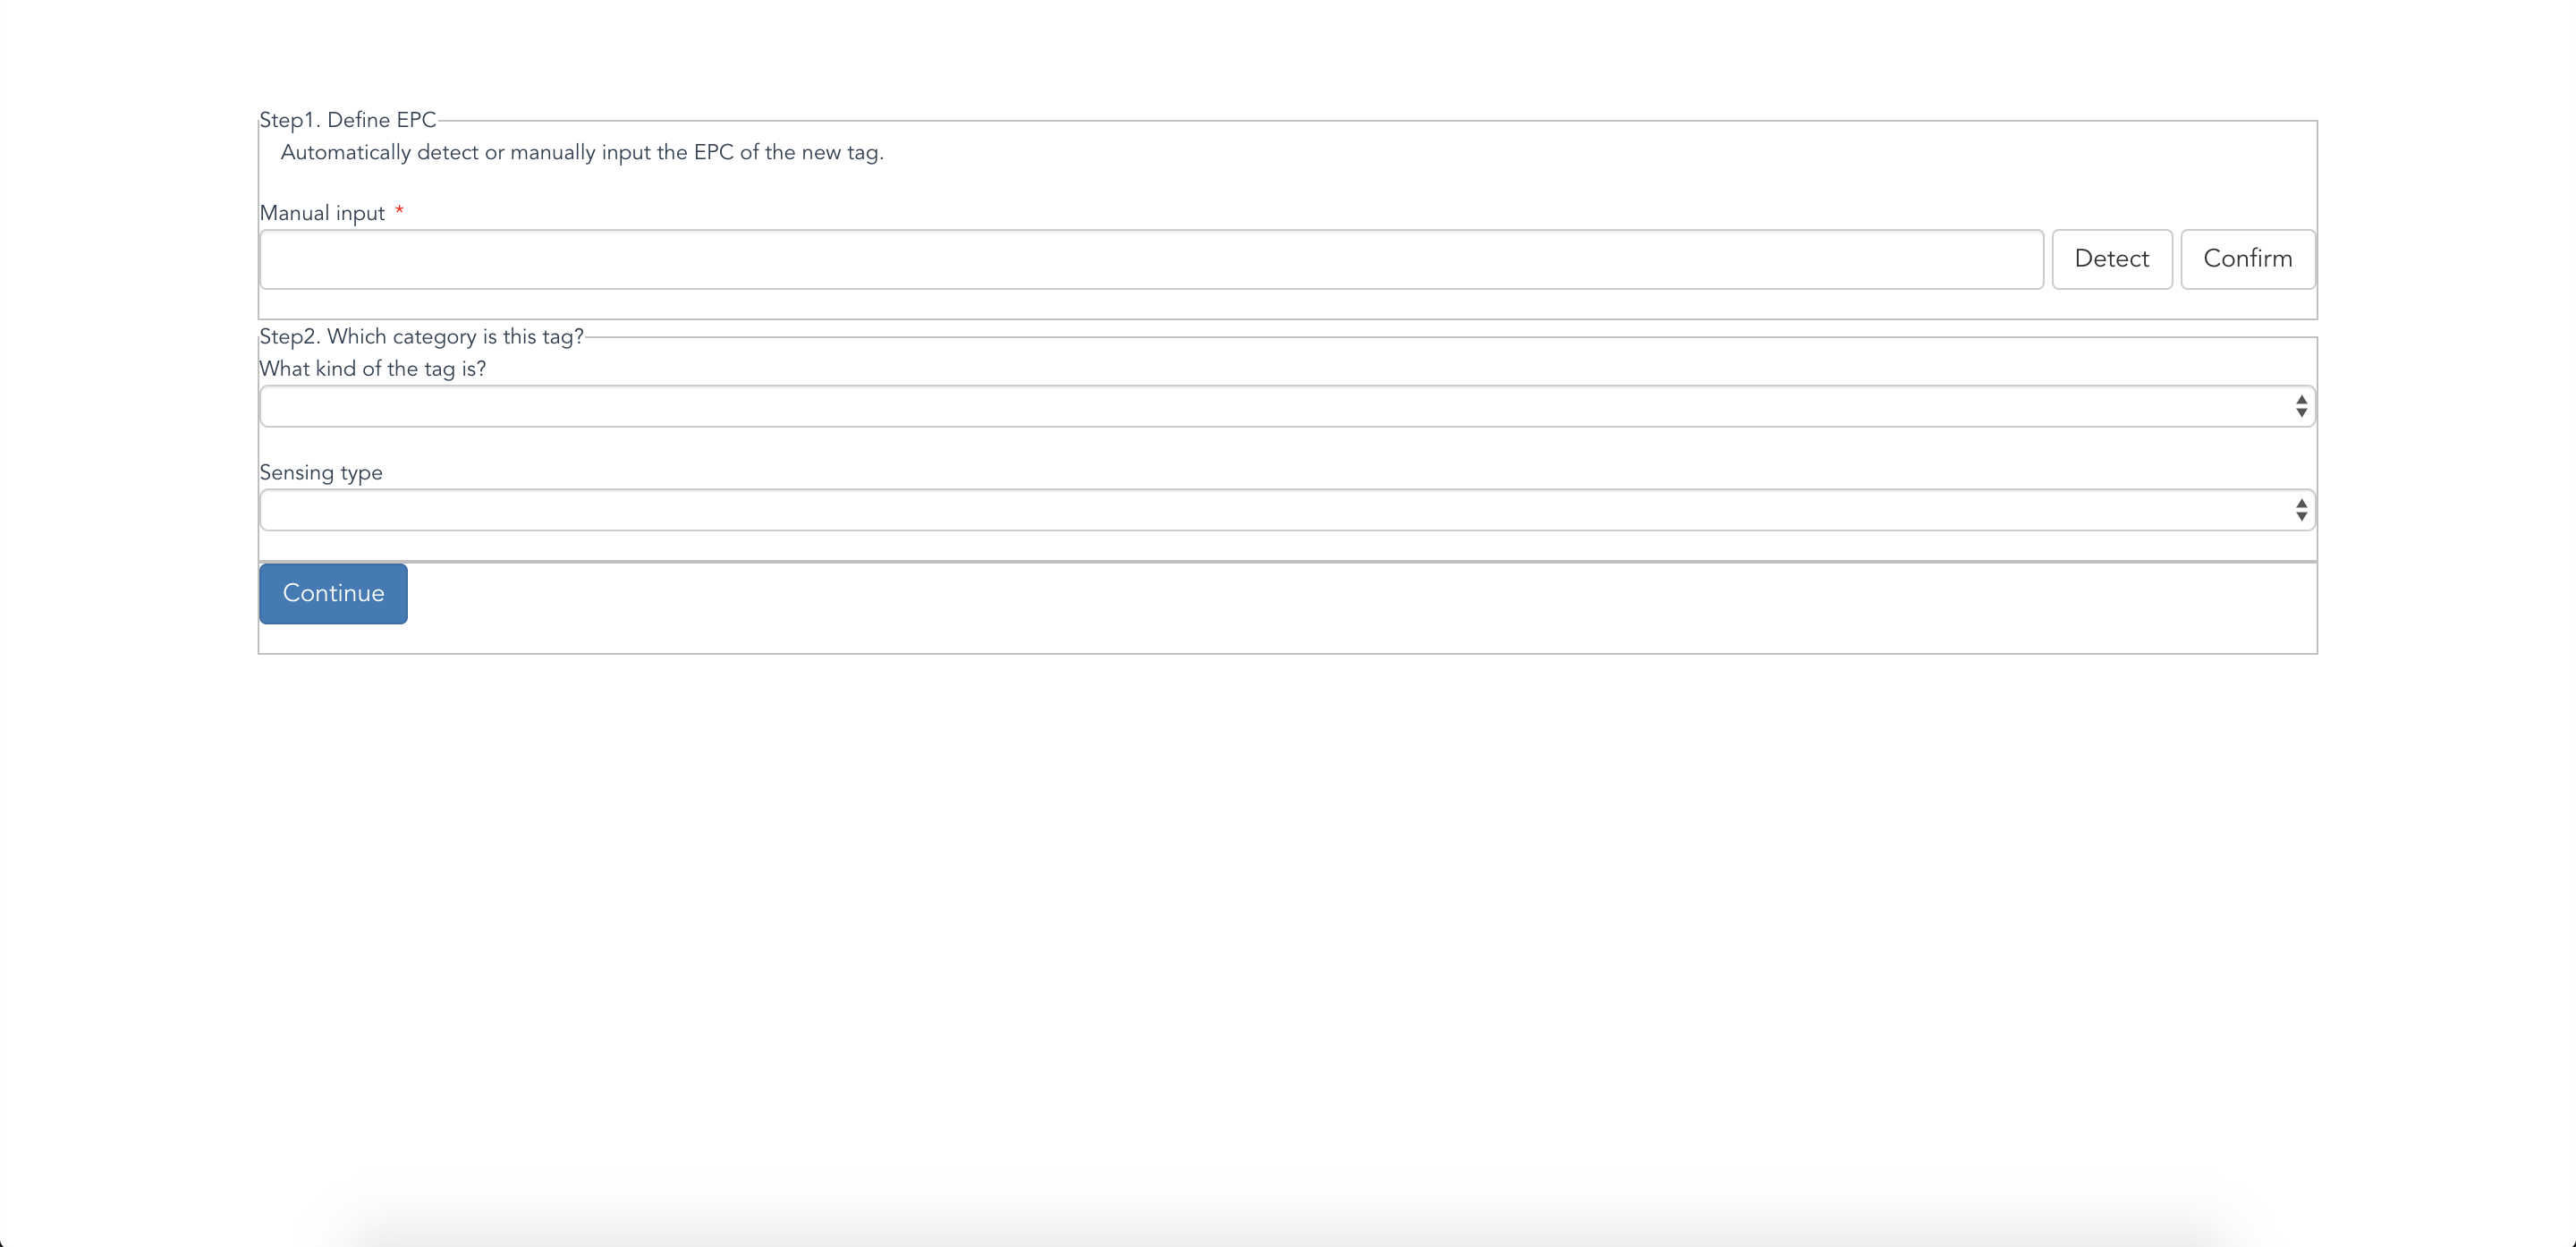 Step1. Define EPC
Automatically detect or manually input the EPC of the new tag.
Manual input *
Detect Confirm
Step2. Which category is this tag?
What kind of the tag is?
Sensing type
Continue